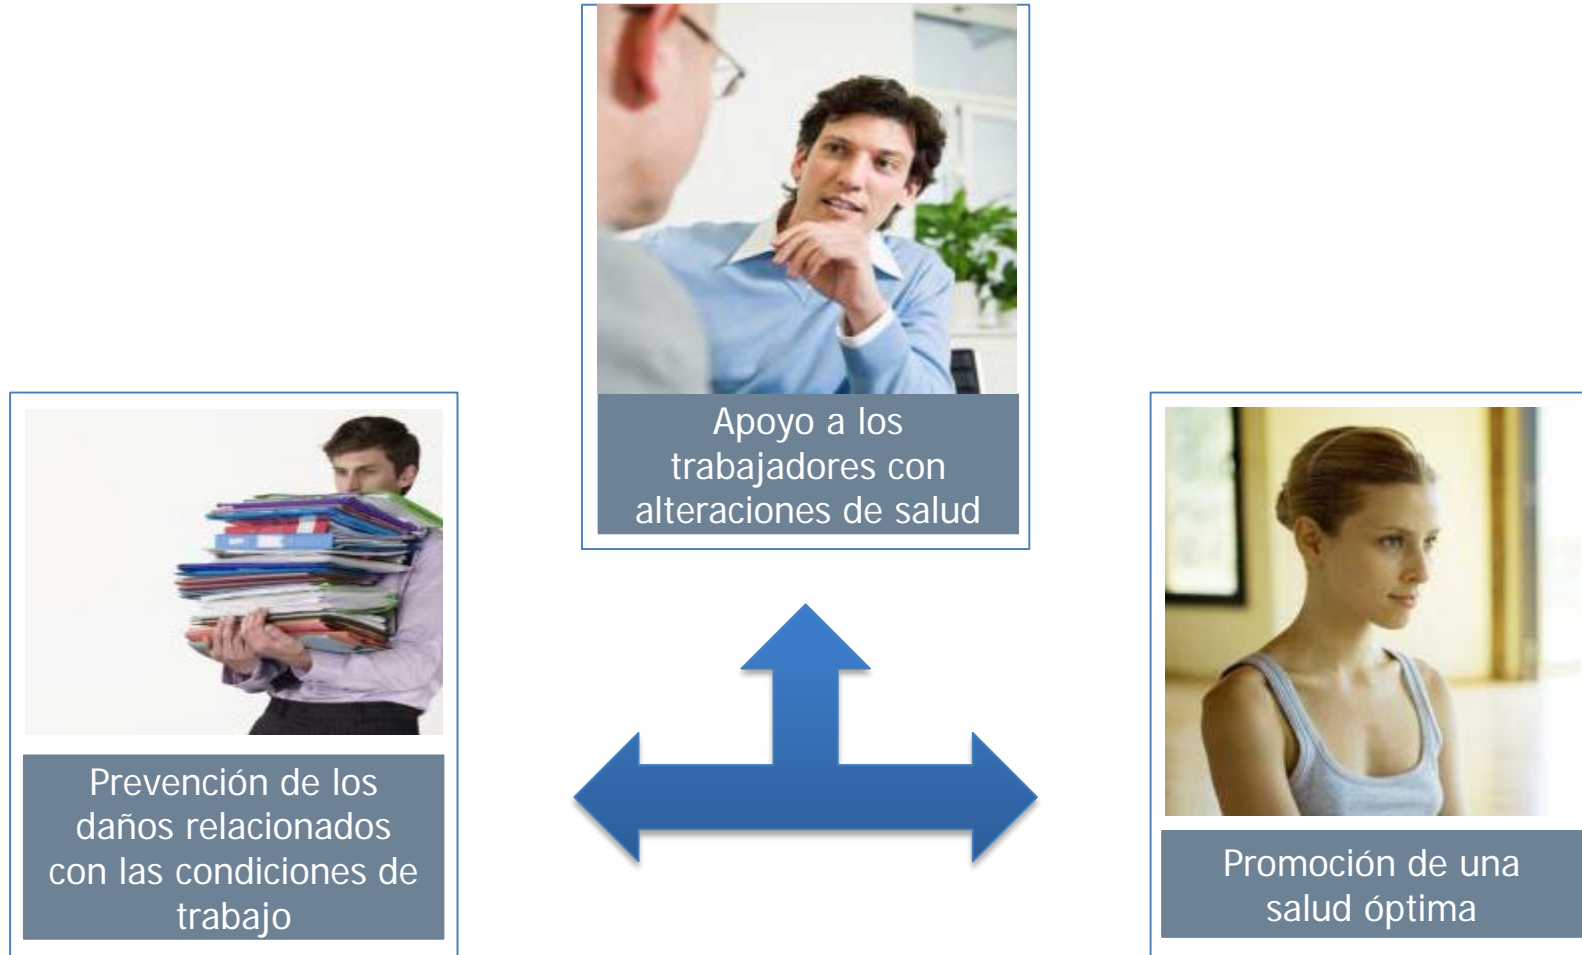 Apoyo a los
trabajadores con
alteraciones de salud
Prevención de los
daños relacionados
con las condiciones de
trabajo
Promoción de una
salud óptima